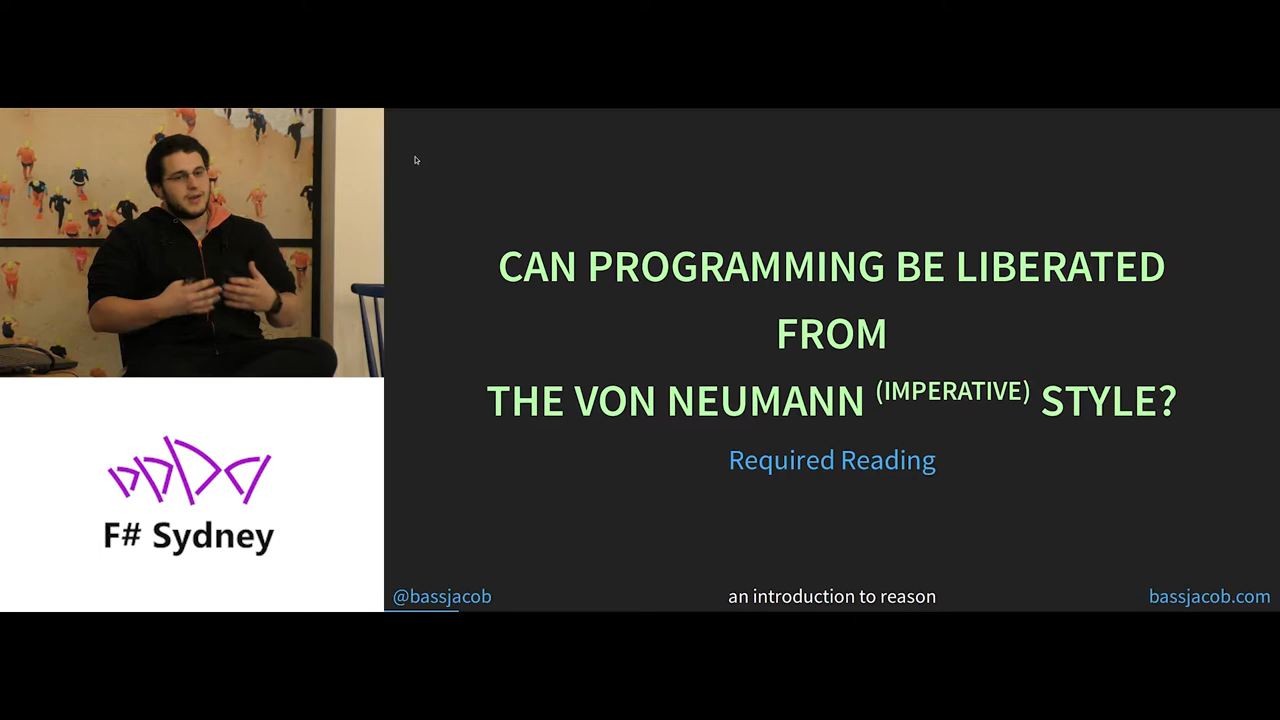 CAN PROGRAMMING BE LIBERATED
FROM
THE VON NEUMANN (IMPERATIVE) STYLE?
Required Reading
F# Sydney
@bassjacob
an introduction to reason
bassjacob.com